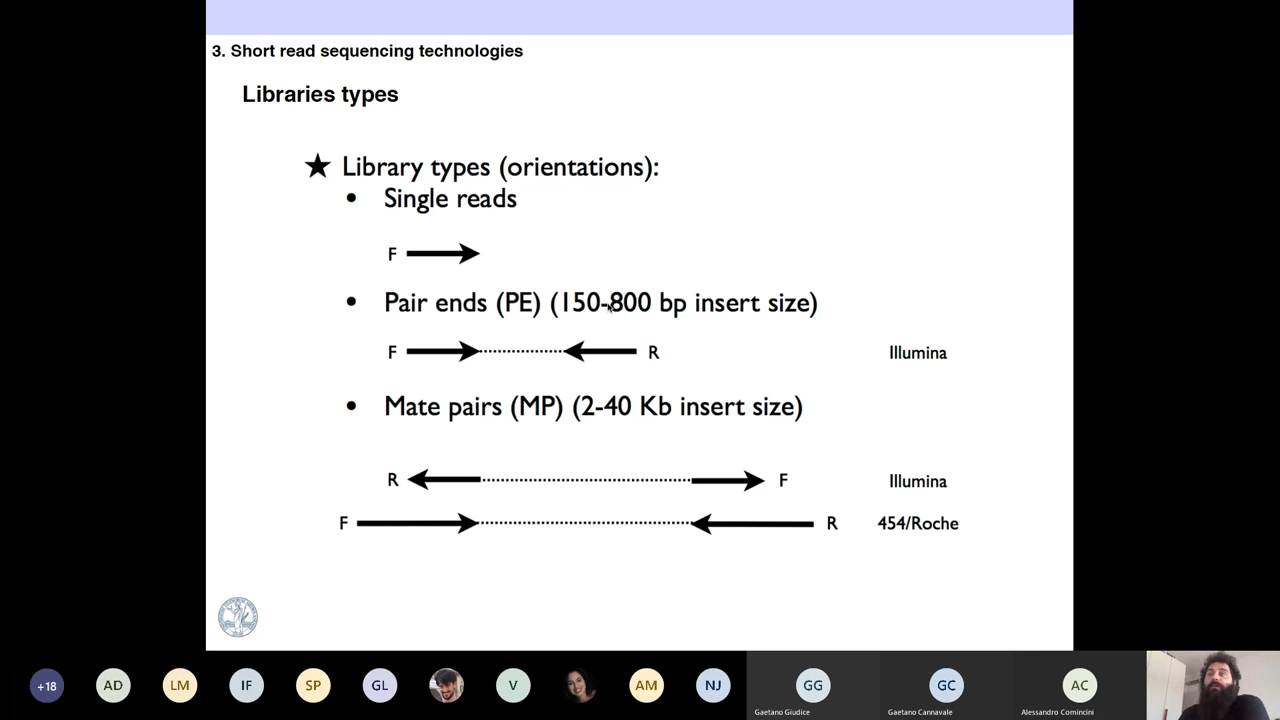 3. Short read sequencing technologies
Libraries types
★ Library types (orientations):
• Single reads
F
• Pair ends (PE) (150-800 bp insert size)
F R Illumina
• Mate pairs (MP) (2-40 Kb insert size)
R F Illumina
F R 454/Roche
+18 AD LM IF SP GL V AM NJ GG GC AC
Gaetano Giudice Gaetano Cannavale Alessandro Comincini